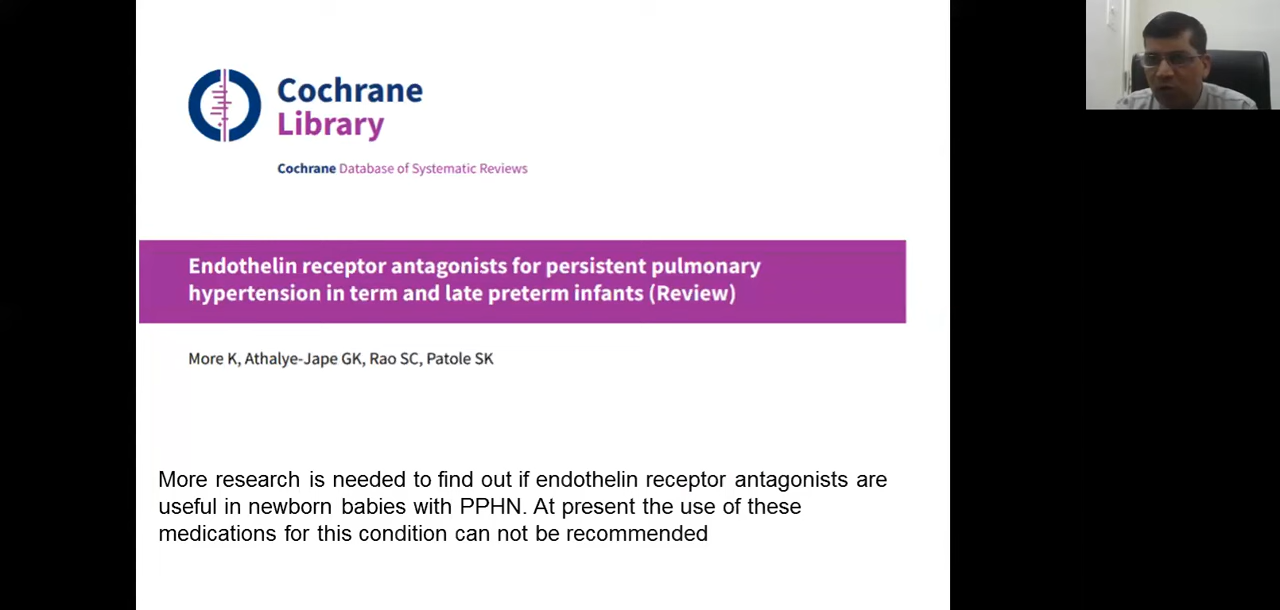 Cochrane
Library
Cochrane Database of Systematic Reviews
Endothelin receptor antagonists for persistent pulmonary
hypertension in term and late preterm infants (Review)
More K, Athalye-Jape GK, Rao SC, Patole SK
More research is needed to find out if endothelin receptor antagonists are
useful in newborn babies with PPHN. At present the use of these
medications for this condition can not be recommended